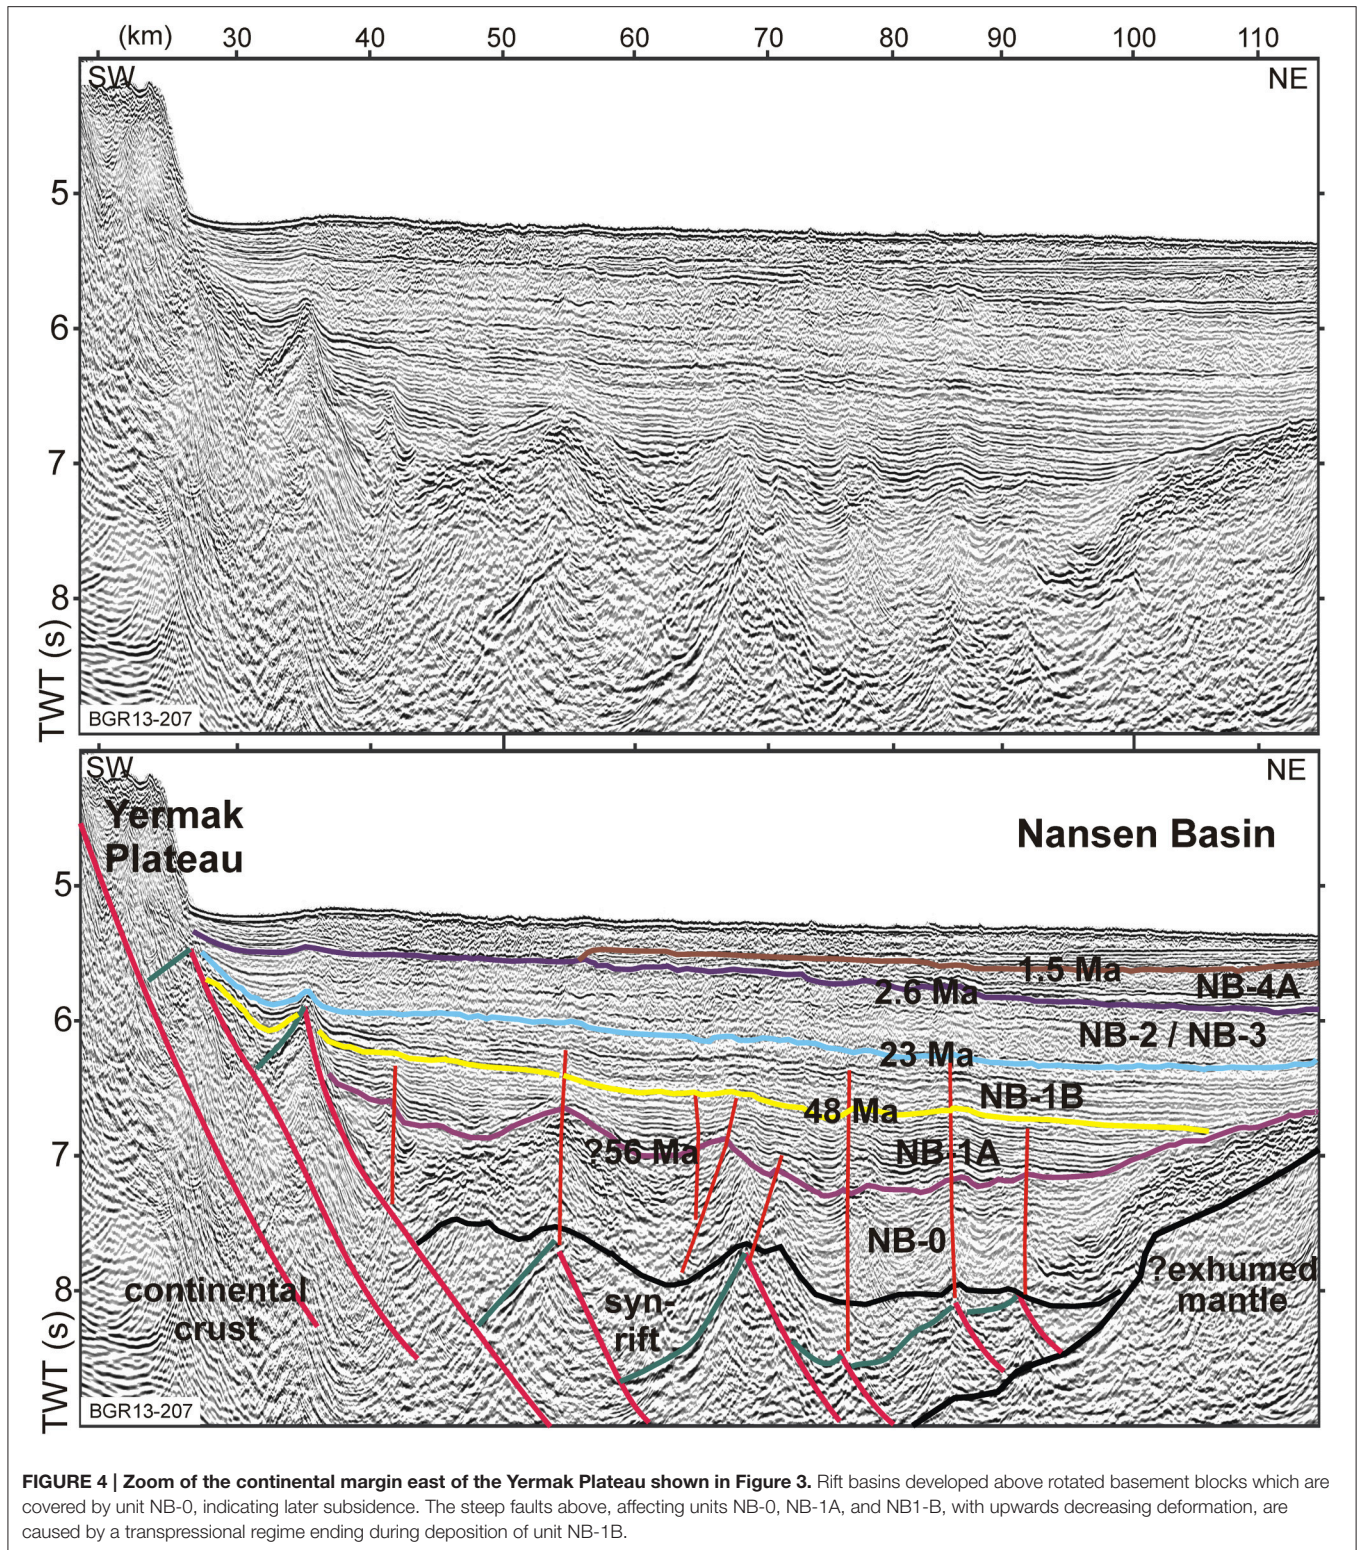 (km) 30 40 50 60 70 80 90 100 110
SW NE
5
6
7
8
TWT (s)
BGR13-207
SW NE
Yermak
Plateau
Nansen Basin
5
1.5 Ma
NB-4A
2.6 Ma
6
NB-2 / NB-3
23 Ma
NB-1B
48 Ma
7
?56 Ma
NB-1A
NB-0
8
continental
crust
syn-
rift
?exhumed
mantle
TWT (s)
BGR13-207
FIGURE 4 | Zoom of the continental margin east of the Yermak Plateau shown in Figure 3. Rift basins developed above rotated basement blocks which are
covered by unit NB-0, indicating later subsidence. The steep faults above, affecting units NB-0, NB-1A, and NB1-B, with upwards decreasing deformation, are
caused by a transpressional regime ending during deposition of unit NB-1B.